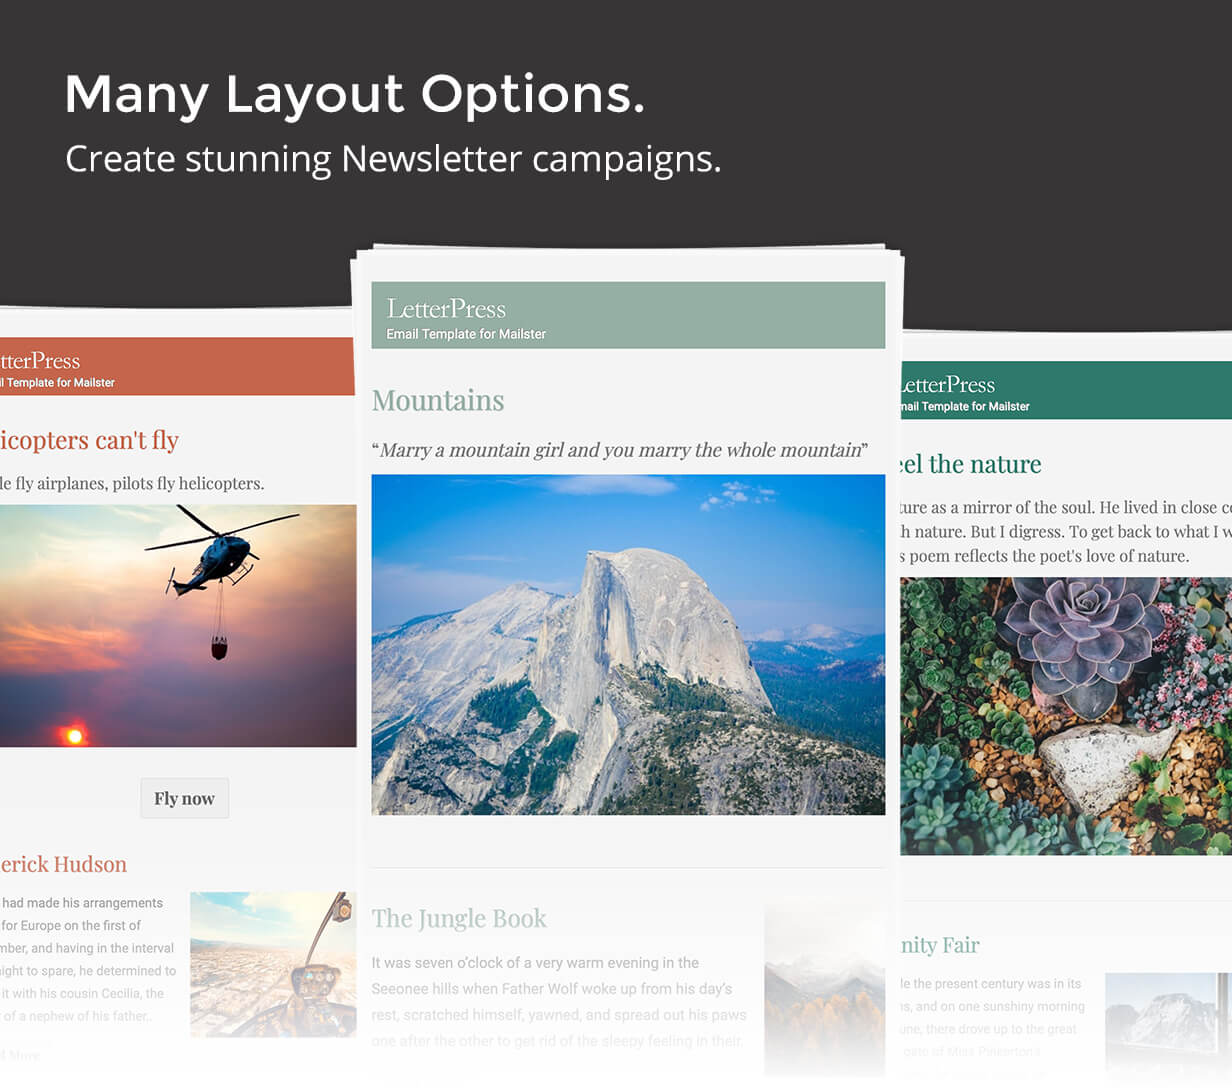 Many Layout Options.
Create stunning Newsletter campaigns.
tterPress
il Template for Mailster
icopters can't fly
le fly airplanes, pilots fly helicopters.
Fly now
erick Hudson
had made his arrangements
for Europe on the first of
mber, and having in the interval
ight to spare, he determined to
it with his cousin Cecilia, the
of a nephew of his father..
d More
LetterPress
Email Template for Mailster
Mountains
“Marry a mountain girl and you marry the whole mountain”
The Jungle Book
It was seven o’clock of a very warm evening in the
Seeonee hills when Father Wolf woke up from his day’s
rest, scratched himself, yawned, and spread out his paws
one after the other to get rid of the sleepy feeling in their.
LetterPress
mail Template for Mailster
eel the nature
ture as a mirror of the soul. He lived in close c
h nature. But I digress. To get back to what I w
s poem reflects the poet's love of nature.
nity Fair
le the present century was in its
s, and on one sunshiny morning
une, there drove up to the great
gate of Miss Pinkerton's